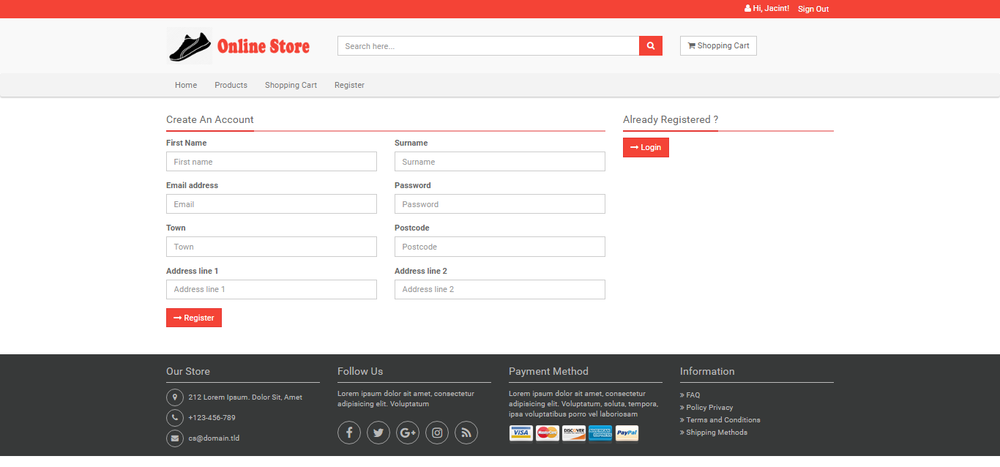 Hi, Jacint! Sign Out
Online Store
Search here...
Shopping Cart
Home Products Shopping Cart Register
Create An Account
Already Registered ?
First Name Surname
First name Surname
Login
Email address Password
Email Password
Town Postcode
Town Postcode
Address line 1 Address line 2
Address line 1 Address line 2
Register
Our Store
212 Lorem Ipsum. Dolor Sit, Amet
+123-456-789
cs@domain.tld
Follow Us
Lorem ipsum dolor sit amet, consectetur
adipisicing elit. Voluptatum
Payment Method
Lorem ipsum dolor sit amet, consectetur
adipisicing elit. Voluptatum, soluta, tempora,
ipsa voluptatibus porro vel laboriosam
VISA MasterCard DISCOVER AMERICAN EXPRESS PayPal
Information
» FAQ
» Policy Privacy
» Terms and Conditions
» Shipping Methods